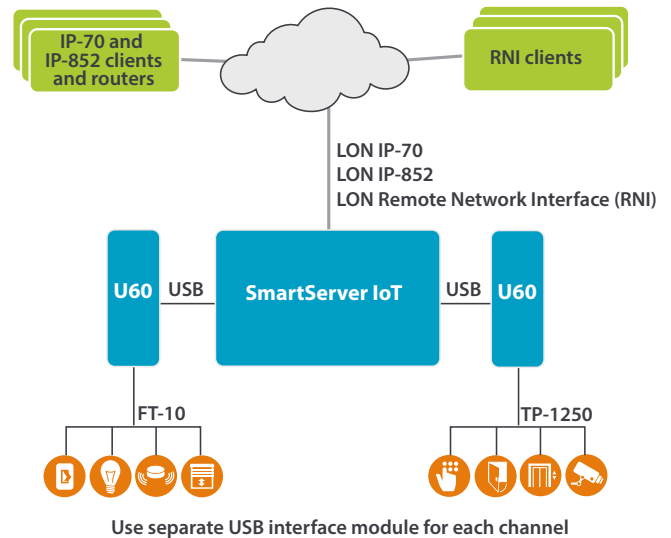 IP-70 and
IP-852 clients
and routers
RNI clients
LON IP-70
LON IP-852
LON Remote Network Interface (RNI)
U60
USB
SmartServer IoT
USB
U60
FT-10
TP-1250
Use separate USB interface module for each channel